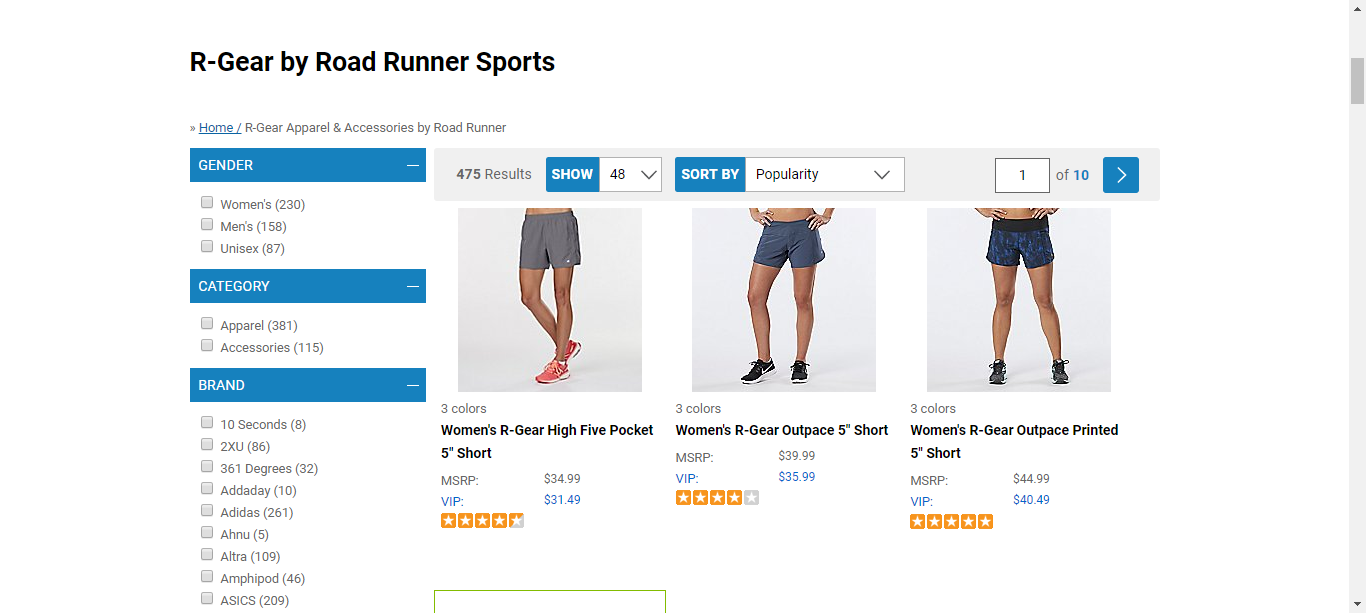 R-Gear by Road Runner Sports
» Home / R-Gear Apparel & Accessories by Road Runner
GENDER
Women's (230)
Men's (158)
Unisex (87)
CATEGORY
Apparel (381)
Accessories (115)
BRAND
10 Seconds (8)
2XU (86)
361 Degrees (32)
Addaday (10)
Adidas (261)
Ahnu (5)
Altra (109)
Amphipod (46)
ASICS (209)
475 Results SHOW 48 SORT BY Popularity 1 of 10
3 colors
Women's R-Gear High Five Pocket
5" Short
MSRP: $34.99
VIP: $31.49
3 colors
Women's R-Gear Outpace 5" Short
MSRP: $39.99
VIP: $35.99
3 colors
Women's R-Gear Outpace Printed
5" Short
MSRP: $44.99
VIP: $40.49